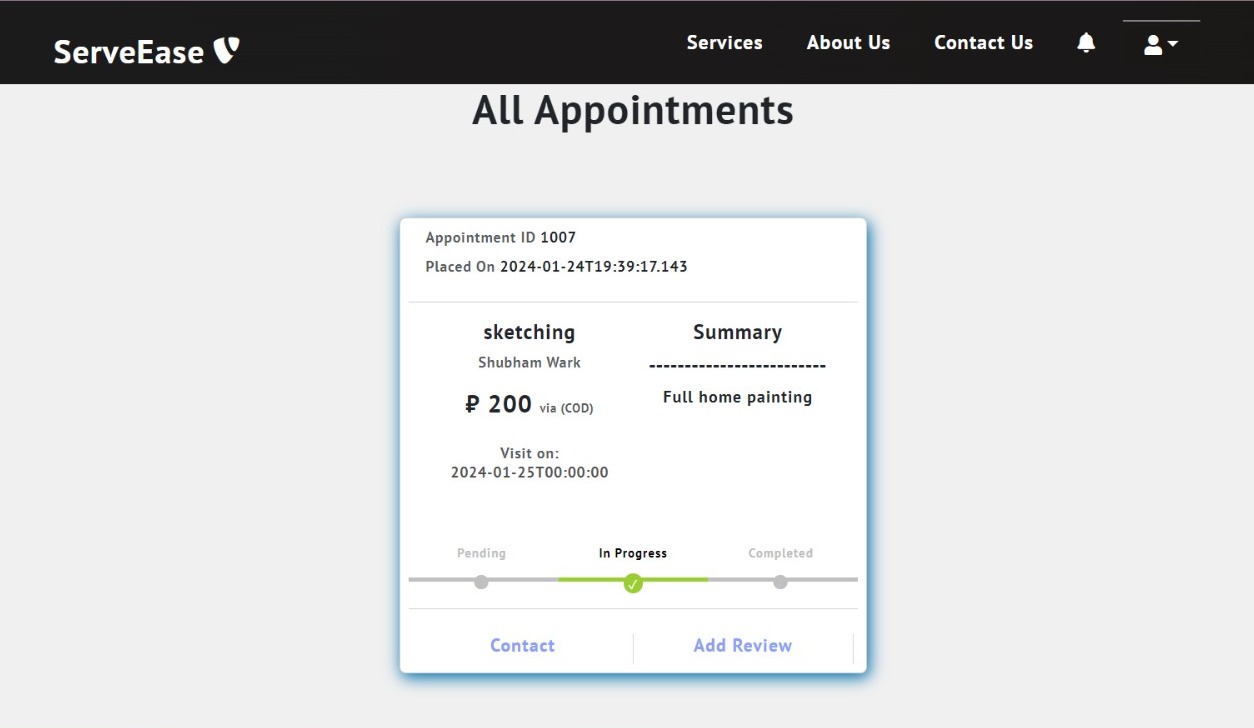 ServeEase
Services
About Us
Contact Us
All Appointments
Appointment ID 1007
Placed On 2024-01-24T19:39:17.143
sketching
Shubham Wark
₽ 200 via (COD)
Visit on:
2024-01-25T00:00:00
Summary
-------------------------
Full home painting
Pending
In Progress
Completed
Contact
Add Review